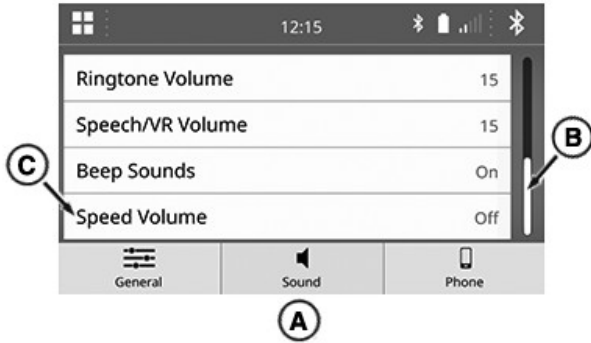 12:15
Ringtone Volume 15
Speech/VR Volume 15
B
C
Beep Sounds On
Speed Volume Off
General Sound Phone
A